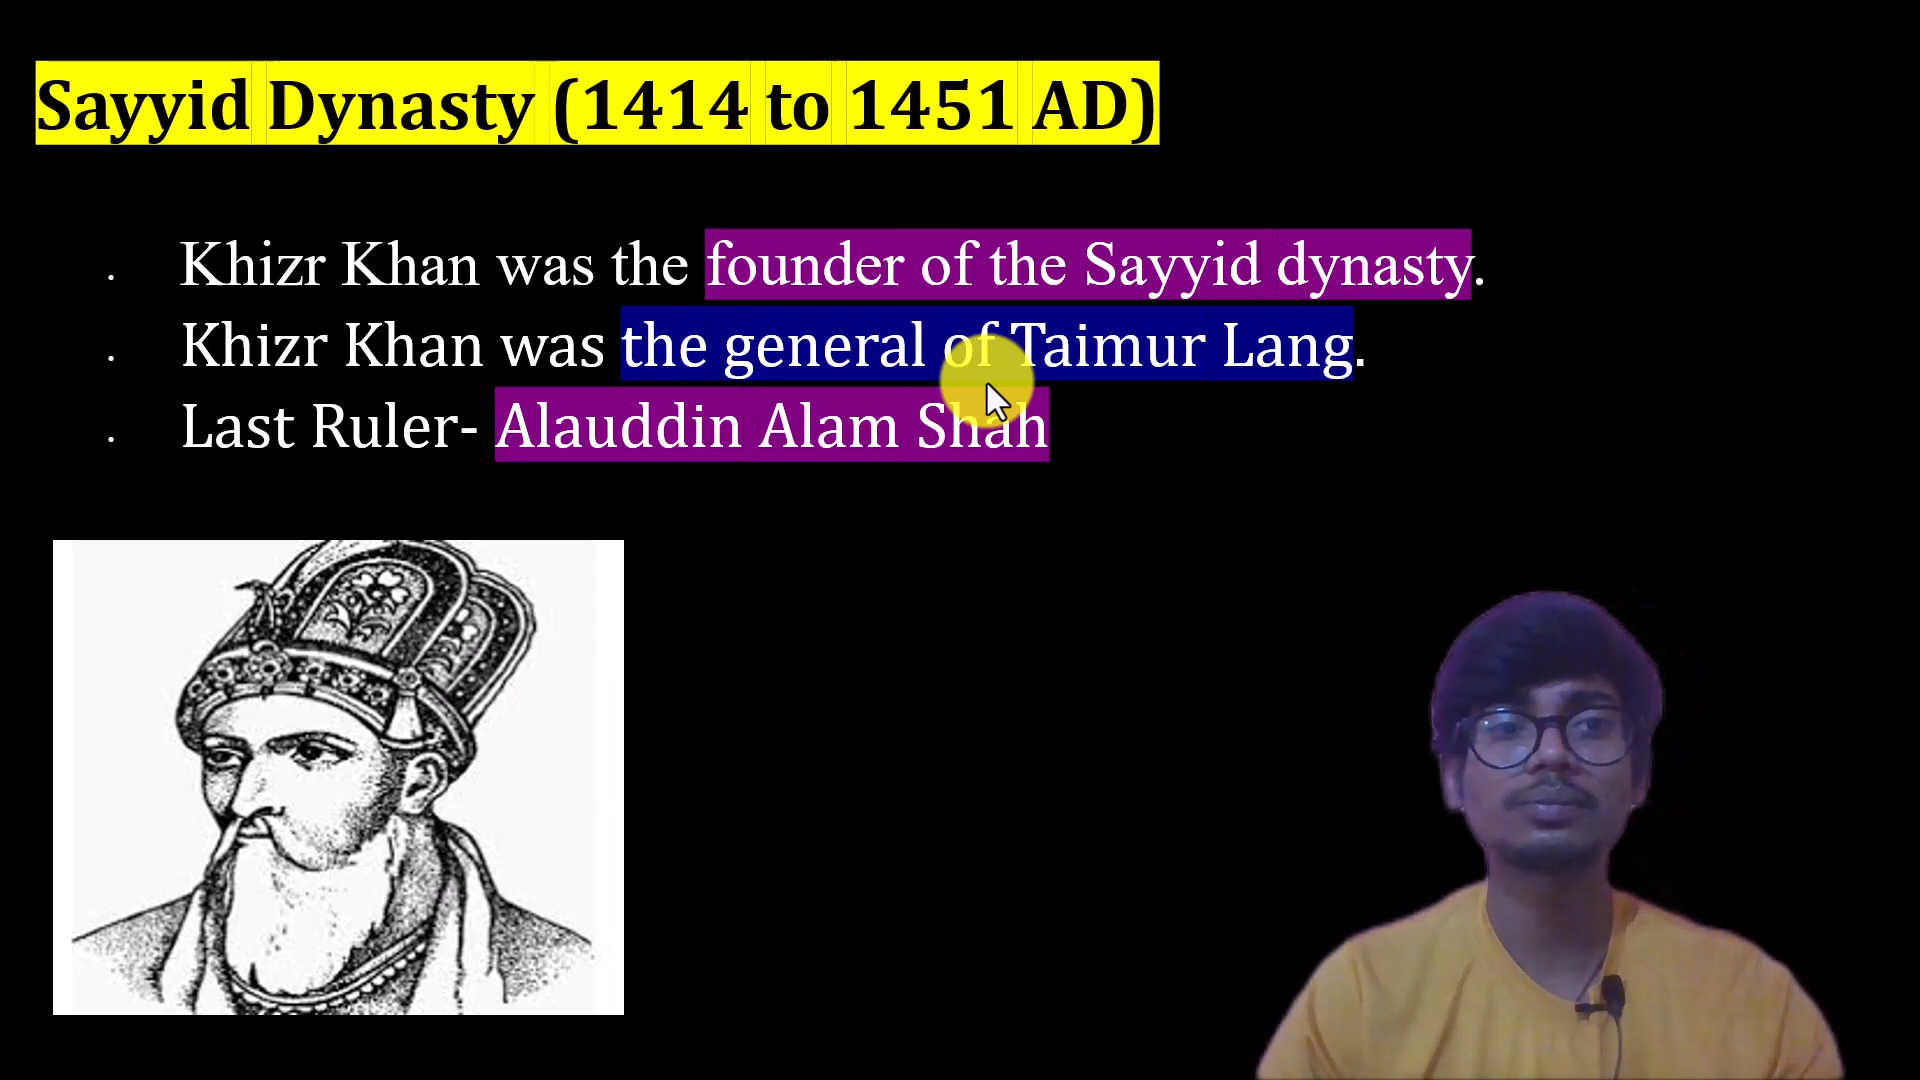 Sayyid Dynasty (1414 to 1451 AD)
Khizr Khan was the founder of the Sayyid dynasty.
Khizr Khan was the general of Taimur Lang.
Last Ruler- Alauddin Alam Shah